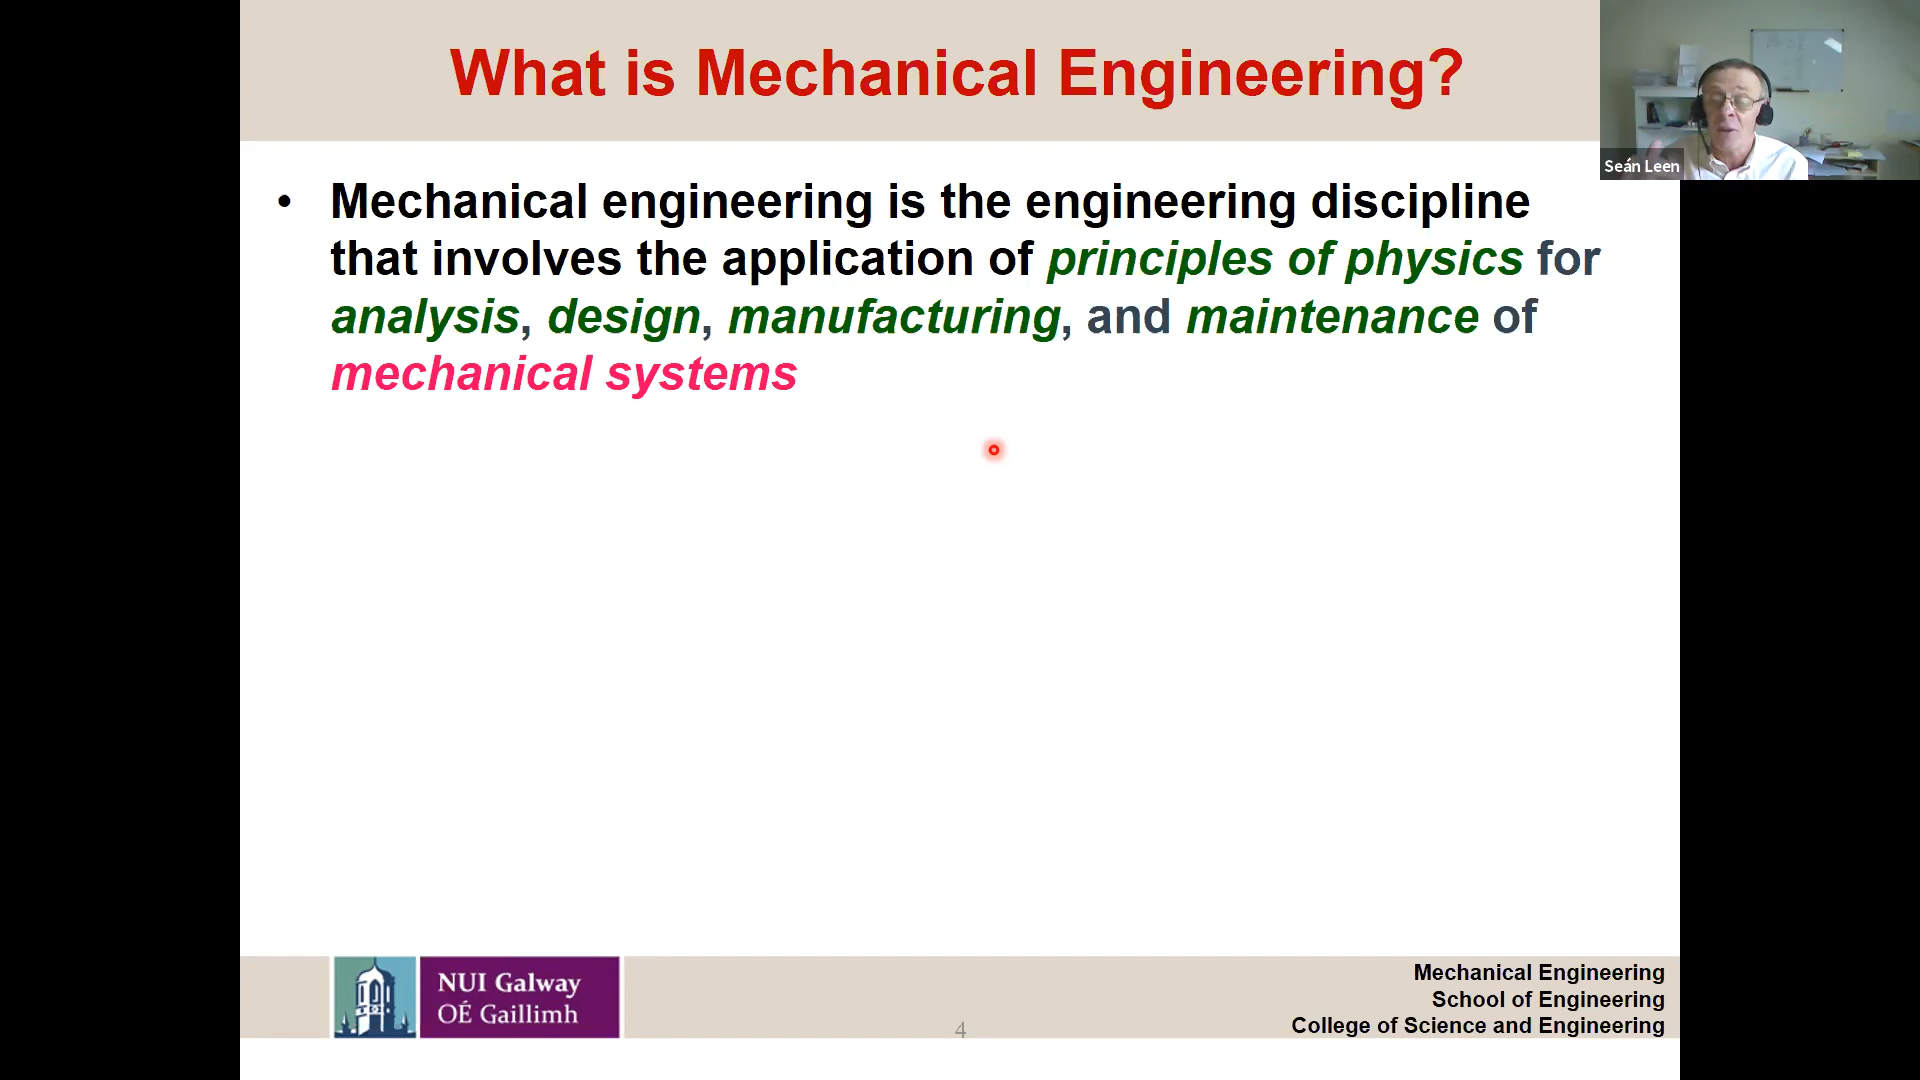 What is Mechanical Engineering?
Seán Leen
• Mechanical engineering is the engineering discipline
that involves the application of principles of physics for
analysis, design, manufacturing, and maintenance of
mechanical systems
NUI Galway
OÉ Gaillimh
4
Mechanical Engineering
School of Engineering
College of Science and Engineering